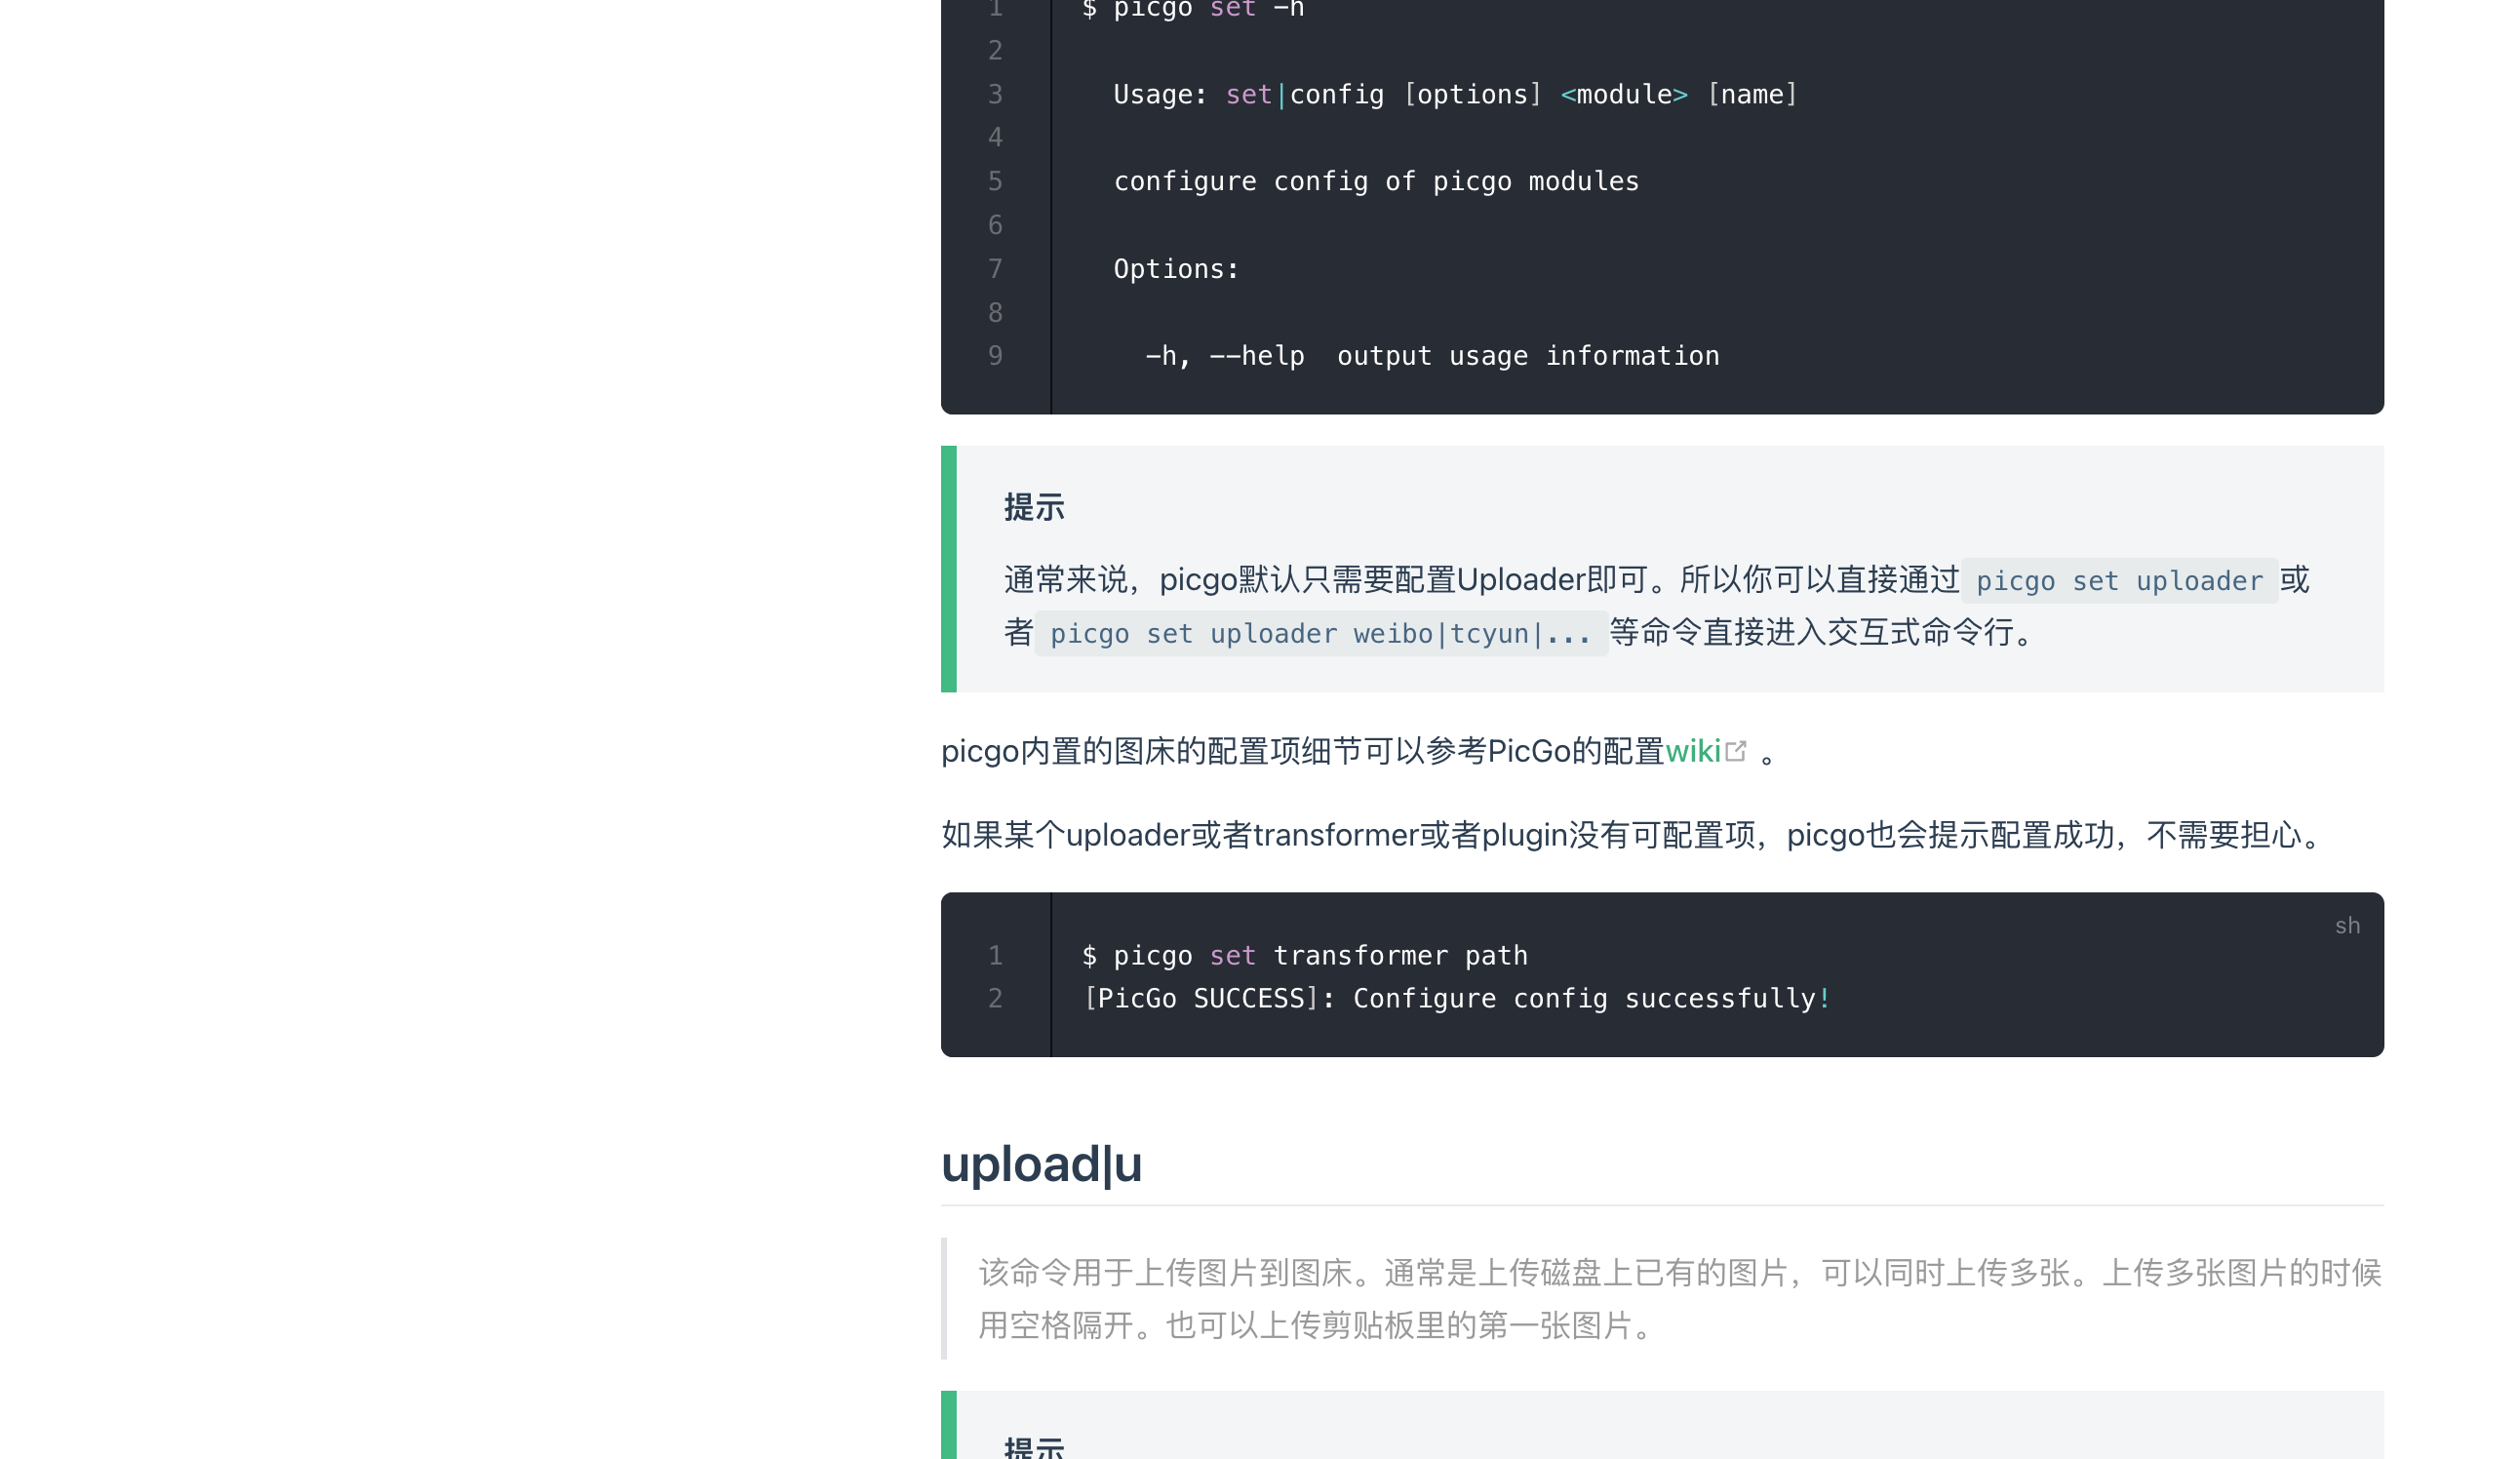 1 $ picgo set -h
2
3 Usage: set|config [options] <module> [name]
4
5 configure config of picgo modules
6
7 Options:
8
9 -h, --help  output usage information
提示
通常来说，picgo默认只需要配置Uploader即可。所以你可以直接通过 picgo set uploader 或
者 picgo set uploader weibo|tcyun|... 等命令直接进入交互式命令行。
picgo内置的图床的配置项细节可以参考PicGo的配置wiki 。
如果某个uploader或者transformer或者plugin没有可配置项，picgo也会提示配置成功，不需要担心。
sh
1 $ picgo set transformer path
2 [PicGo SUCCESS]: Configure config successfully!
upload|u
该命令用于上传图片到图床。通常是上传磁盘上已有的图片，可以同时上传多张。上传多张图片的时候
用空格隔开。也可以上传剪贴板里的第一张图片。
提示